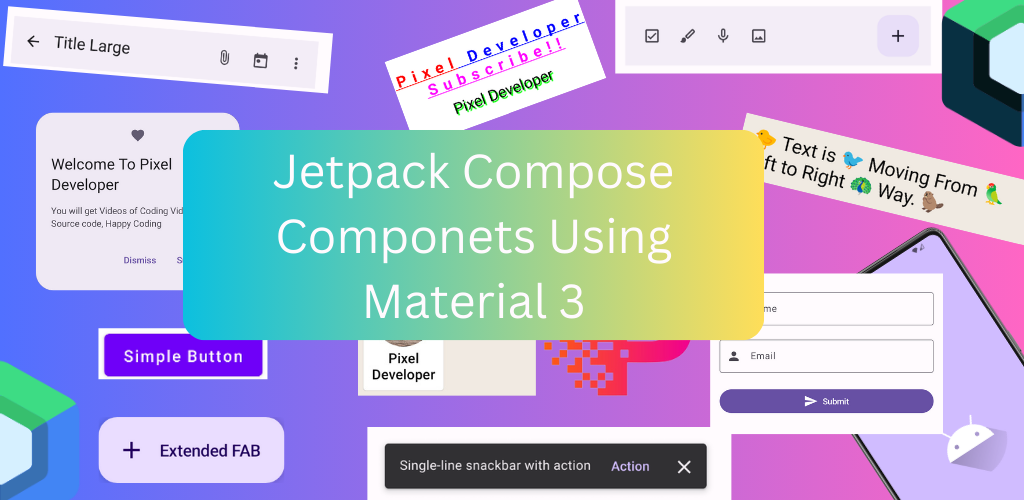 Title Large
Pixel Developer
Subscribe!!
Pixel Developer
Welcome To Pixel
Developer
You will get Videos of Coding
Source code, Happy Coding
Dismiss
Jetpack Compose
Componets Using
Material 3
Text is 🐦 Moving From 🦜
to Right 🦚 Way. 🦫
Simple Button
Extended FAB
Pixel
Developer
Email
Submit
Single-line snackbar with action Action